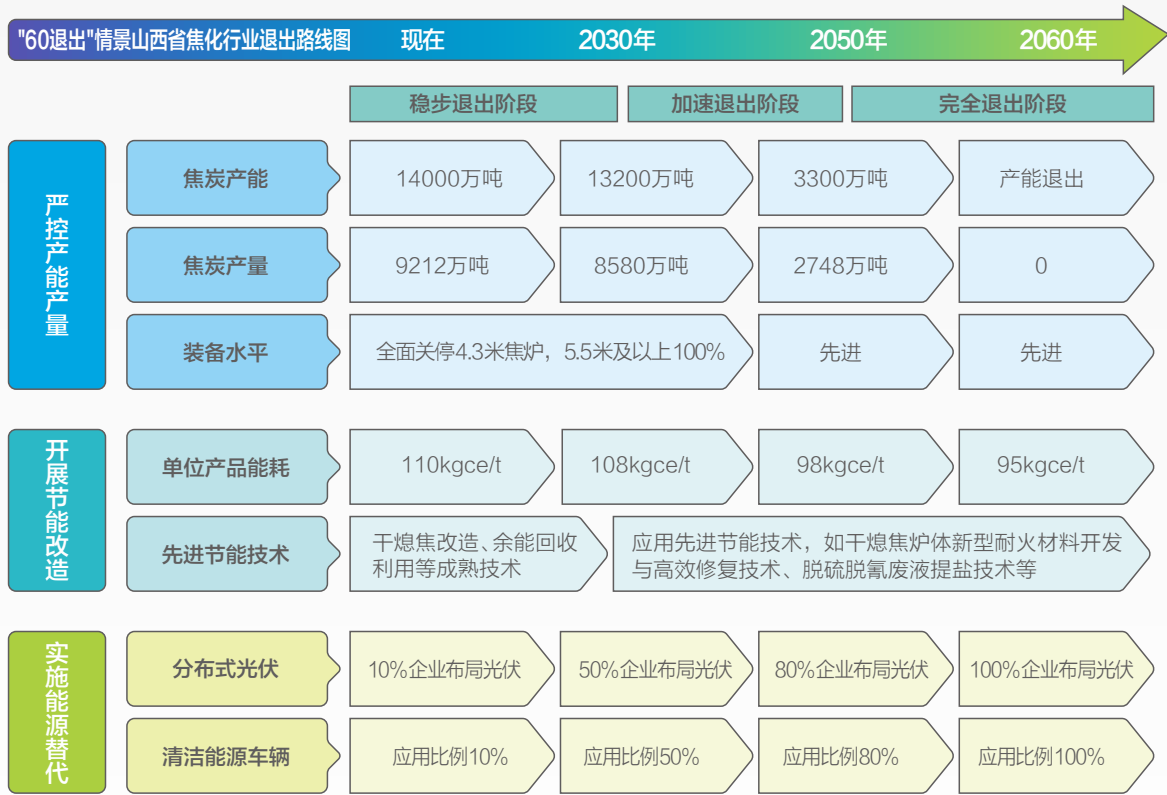 "60退出"情景山西省焦化行业退出路线图
现在
2030年
2050年
2060年
稳步退出阶段
加速退出阶段
完全退出阶段
严控产能产量
焦炭产能
14000万吨
13200万吨
3300万吨
产能退出
焦炭产量
9212万吨
8580万吨
2748万吨
0
装备水平
全面关停4.3米焦炉，5.5米及以上100%
先进
先进
开展节能改造
单位产品能耗
110kgce/t
108kgce/t
98kgce/t
95kgce/t
先进节能技术
干熄焦改造、余能回收
利用等成熟技术
应用先进节能技术，如干熄焦炉体新型耐火材料开发
与高效修复技术、脱硫脱氰废液提盐技术等
实施能源替代
分布式光伏
10%企业布局光伏
50%企业布局光伏
80%企业布局光伏
100%企业布局光伏
清洁能源车辆
应用比例10%
应用比例50%
应用比例80%
应用比例100%